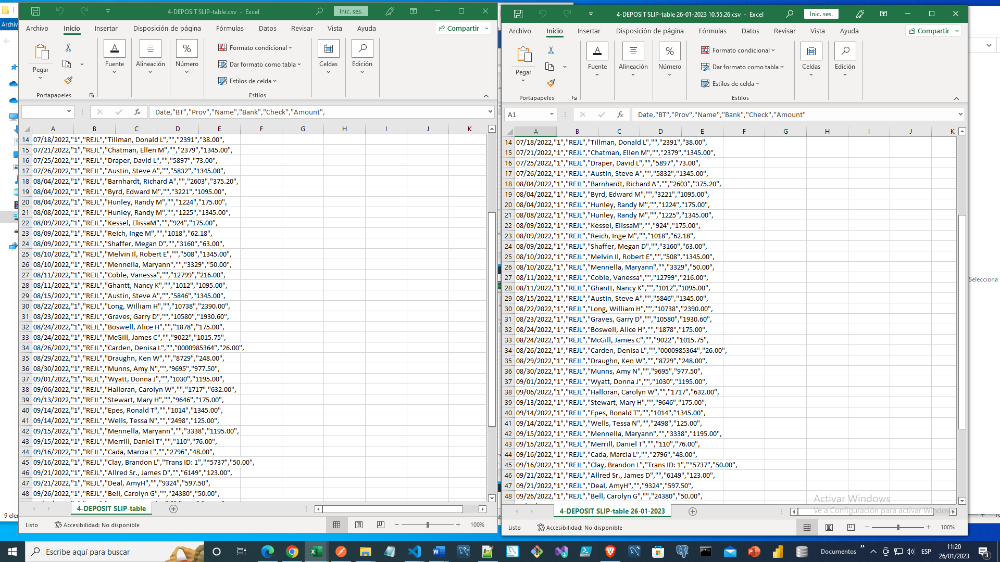 4-DEPOSIT SLIP-table.csv - Excel
Inic. ses.
Archivo
Inicio
Insertar
Disposición de página
Fórmulas
Datos
Revisar
Vista
Ayuda
Compartir
Pegar
Fuente
Alineación
Número
Formato condicional
Dar formato como tabla
Estilos de celda
Celdas
Edición
Portapapeles
Estilos
Date,"BT","Prov","Name","Bank","Check","Amount",
A B C D E F G H I J K
14 07/18/2022,"1","REJL","Tillman, Donald L","","2391","38.00",
15 07/21/2022,"1","REJL","Chatman, Ellen M","","2379","1345.00",
16 07/25/2022,"1","REJL","Draper, David L","","5897","73.00",
17 07/26/2022,"1","REJL","Austin, Steve A","","5832","1345.00",
18 08/04/2022,"1","REJL","Barnhardt, Richard A","","2603","375.20",
19 08/04/2022,"1","REJL","Byrd, Edward M","","3221","1095.00",
20 08/04/2022,"1","REJL","Hunley, Randy M","","1224","175.00",
21 08/08/2022,"1","REJL","Hunley, Randy M","","1225","1345.00",
22 08/09/2022,"1","REJL","Kessel, ElissaM","","924","175.00",
23 08/09/2022,"1","REJL","Reich, Inge M","","1018","62.18",
24 08/09/2022,"1","REJL","Shaffer, Megan D","","3160","63.00",
25 08/10/2022,"1","REJL","Melvin Il, Robert E","","508","1345.00",
26 08/10/2022,"1","REJL","Mennella, Maryann","","3329","50.00",
27 08/11/2022,"1","REJL","Coble, Vanessa","","12799","216.00",
28 08/11/2022,"1","REJL","Ghantt, Nancy K","","1012","1095.00",
29 08/15/2022,"1","REJL","Austin, Steve A","","5846","1345.00",
30 08/22/2022,"1","REJL","Long, William H","","10738","2390.00",
31 08/23/2022,"1","REJL","Graves, Garry D","","10580","1930.60",
32 08/24/2022,"1","REJL","Boswell, Alice H","","1878","175.00",
33 08/24/2022,"1","REJL","McGill, James C","","9022","1015.75",
34 08/26/2022,"1","REJL","Carden, Denisa L","","0000985364","26.00",
35 08/29/2022,"1","REJL","Draughn, Ken W","","8729","248.00",
36 08/30/2022,"1","REJL","Munns, Amy N","","9695","977.50",
37 09/01/2022,"1","REJL","Wyatt, Donna J","","1030","1195.00",
38 09/06/2022,"1","REJL","Halloran, Carolyn W","","1717","632.00",
39 09/13/2022,"1","REJL","Stewart, Mary H","","9646","175.00",
40 09/14/2022,"1","REJL","Epes, Ronald T","","1014","1345.00",
41 09/14/2022,"1","REJL","Wells, Tessa N","","2498","125.00",
42 09/15/2022,"1","REJL","Mennella, Maryann","","3338","1195.00",
43 09/15/2022,"1","REJL","Merrill, Daniel T","","110","76.00",
44 09/16/2022,"1","REJL","Cada, Marcia L","","2796","48.00",
45 09/16/2022,"1","REJL","Clay, Brandon L","Trans ID: 1","*5737","50.00",
46 09/21/2022,"1","REJL","Allred Sr., James D","","6149","123.00",
47 09/21/2022,"1","REJL","Deal, AmyH","","9324","597.50",
48 09/26/2022,"1","REJL","Bell, Carolyn G","","24380","50.00",
4-DEPOSIT SLIP-table
Listo
Accesibilidad: No disponible
100%
4-DEPOSIT SLIP-table 26-01-2023 10.55.26.csv - Excel
Inic. ses.
Archivo
Inicio
Insertar
Disposición de página
Fórmulas
Datos
Revisar
Vista
Ayuda
Compartir
Pegar
Fuente
Alineación
Número
Formato condicional
Dar formato como tabla
Estilos de celda
Celdas
Edición
Portapapeles
Estilos
A1
Date,"BT","Prov","Name","Bank","Check","Amount"
A B C D E F G H I J K
14 07/18/2022,"1","REJL","Tillman, Donald L","","2391","38.00",
15 07/21/2022,"1","REJL","Chatman, Ellen M","","2379","1345.00",
16 07/25/2022,"1","REJL","Draper, David L","","5897","73.00",
17 07/26/2022,"1","REJL","Austin, Steve A","","5832","1345.00",
18 08/04/2022,"1","REJL","Barnhardt, Richard A","","2603","375.20",
19 08/04/2022,"1","REJL","Byrd, Edward M","","3221","1095.00",
20 08/04/2022,"1","REJL","Hunley, Randy M","","1224","175.00",
21 08/08/2022,"1","REJL","Hunley, Randy M","","1225","1345.00",
22 08/09/2022,"1","REJL","Kessel, ElissaM","","924","175.00",
23 08/09/2022,"1","REJL","Reich, Inge M","","1018","62.18",
24 08/09/2022,"1","REJL","Shaffer, Megan D","","3160","63.00",
25 08/10/2022,"1","REJL","Melvin Il, Robert E","","508","1345.00",
26 08/10/2022,"1","REJL","Mennella, Maryann","","3329","50.00",
27 08/11/2022,"1","REJL","Coble, Vanessa","","12799","216.00",
28 08/11/2022,"1","REJL","Ghantt, Nancy K","","1012","1095.00",
29 08/15/2022,"1","REJL","Austin, Steve A","","5846","1345.00",
30 08/22/2022,"1","REJL","Long, William H","","10738","2390.00",
31 08/23/2022,"1","REJL","Graves, Garry D","","10580","1930.60",
32 08/24/2022,"1","REJL","Boswell, Alice H","","1878","175.00",
33 08/24/2022,"1","REJL","McGill, James C","","9022","1015.75",
34 08/26/2022,"1","REJL","Carden, Denisa L","","0000985364","26.00",
35 08/29/2022,"1","REJL","Draughn, Ken W","","8729","248.00",
36 08/30/2022,"1","REJL","Munns, Amy N","","9695","977.50",
37 09/01/2022,"1","REJL","Wyatt, Donna J","","1030","1195.00",
38 09/06/2022,"1","REJL","Halloran, Carolyn W","","1717","632.00",
39 09/13/2022,"1","REJL","Stewart, Mary H","","9646","175.00",
40 09/14/2022,"1","REJL","Epes, Ronald T","","1014","1345.00",
41 09/14/2022,"1","REJL","Wells, Tessa N","","2498","125.00",
42 09/15/2022,"1","REJL","Mennella, Maryann","","3338","1195.00",
43 09/15/2022,"1","REJL","Merrill, Daniel T","","110","76.00",
44 09/16/2022,"1","REJL","Cada, Marcia L","","2796","48.00",
45 09/16/2022,"1","REJL","Clay, Brandon L","Trans ID: 1","*5737","50.00",
46 09/21/2022,"1","REJL","Allred Sr., James D","","6149","123.00",
47 09/21/2022,"1","REJL","Deal, AmyH","","9324","597.50",
48 09/26/2022,"1","REJL","Bell, Carolyn G","","24380","50.00",
4-DEPOSIT SLIP-table 26-01-2023
Listo
Accesibilidad: No disponible
100%
Archiv
9 eler
Selecciona
Activar Windows
Ve a Configuración para activar Windows.
Escribe aquí para buscar
Documentos
ESP
11:20
26/01/2023
3